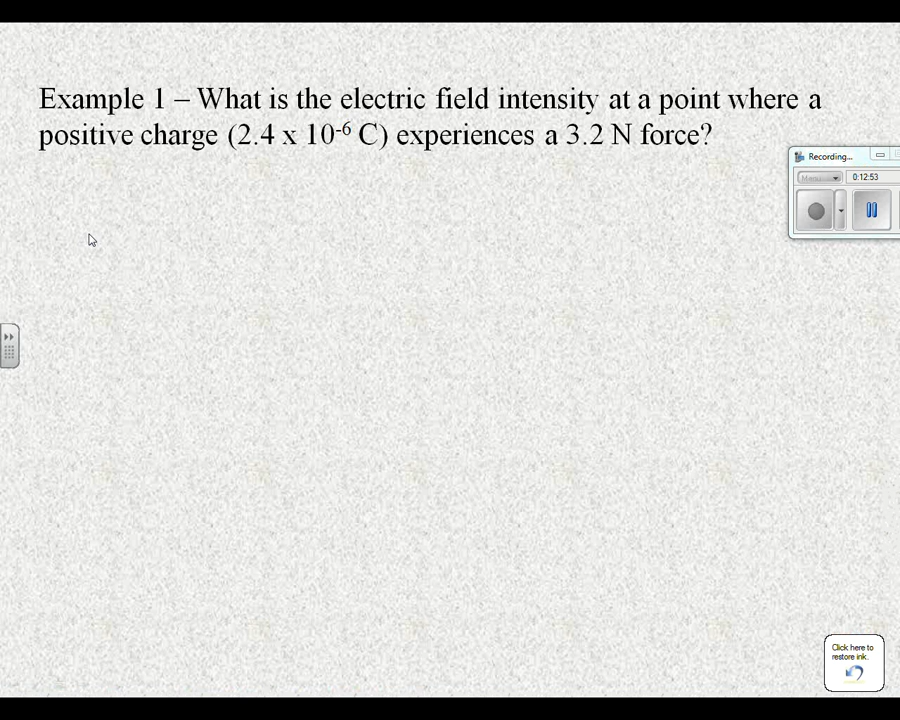 Example 1 – What is the electric field intensity at a point where a
positive charge (2.4 x 10⁻⁶ C) experiences a 3.2 N force?
Recording...
Menu
0:12:53
Click here to
restore ink.